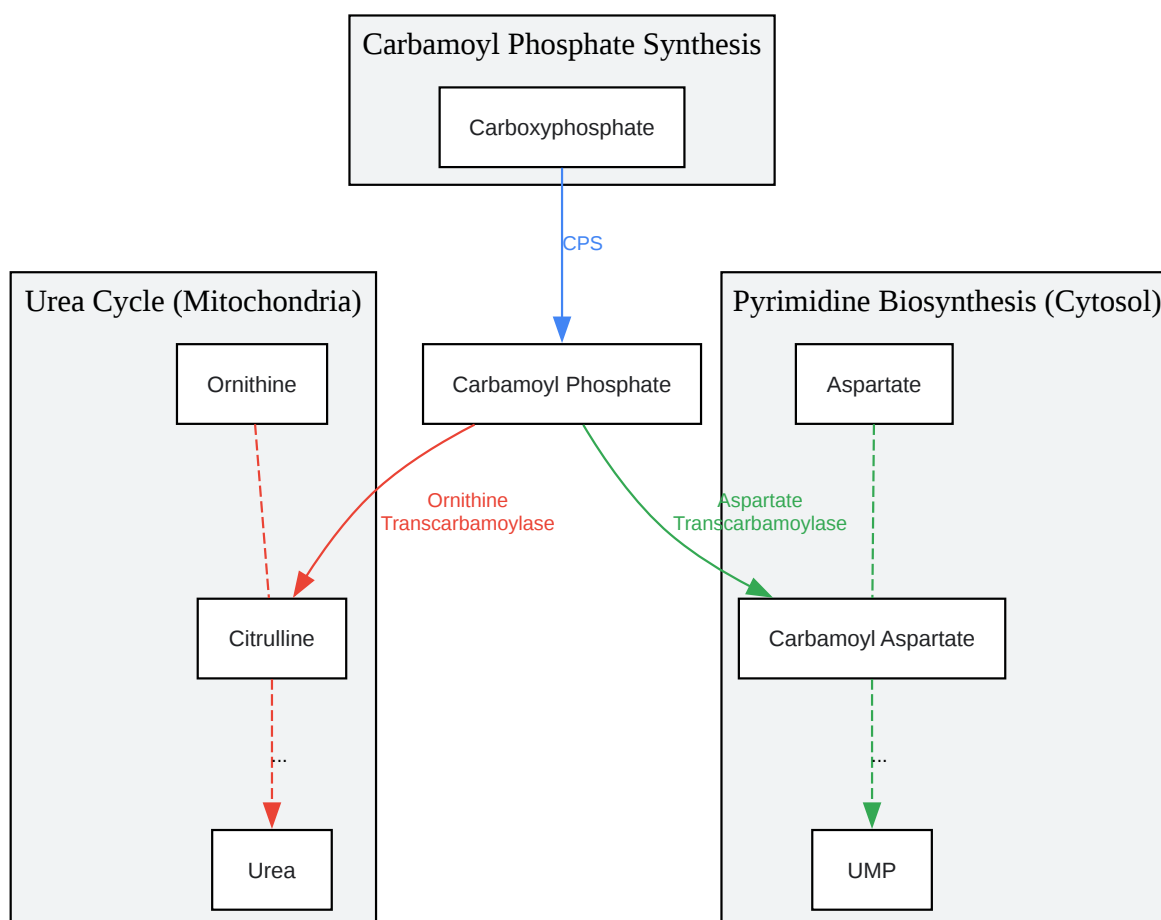 Carbamoyl Phosphate Synthesis
Carboxyphosphate
CPS
Urea Cycle (Mitochondria)
Pyrimidine Biosynthesis (Cytosol)
Ornithine
Carbamoyl Phosphate
Aspartate
Ornithine
Transcarbamoylase
Aspartate
Transcarbamoylase
Citrulline
Carbamoyl Aspartate
...
...
Urea
UMP